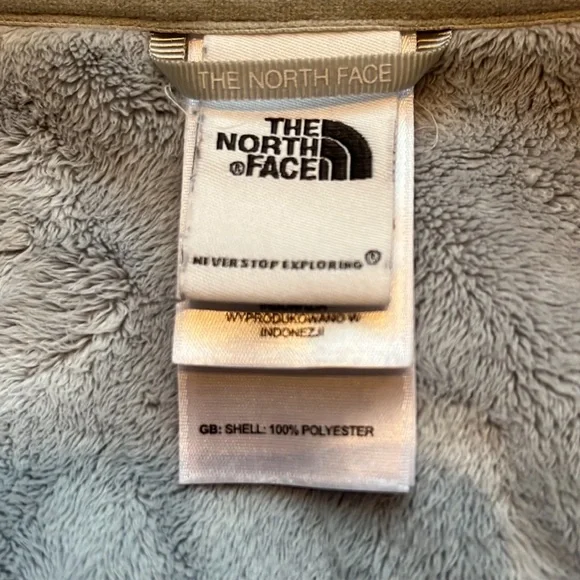 THE NORTH FACE
THE
NORTH
®FACE
NEVER STOP EXPLORING®
WYPRODUKOWANO W
INDONEZJI
GB: SHELL: 100% POLYESTER